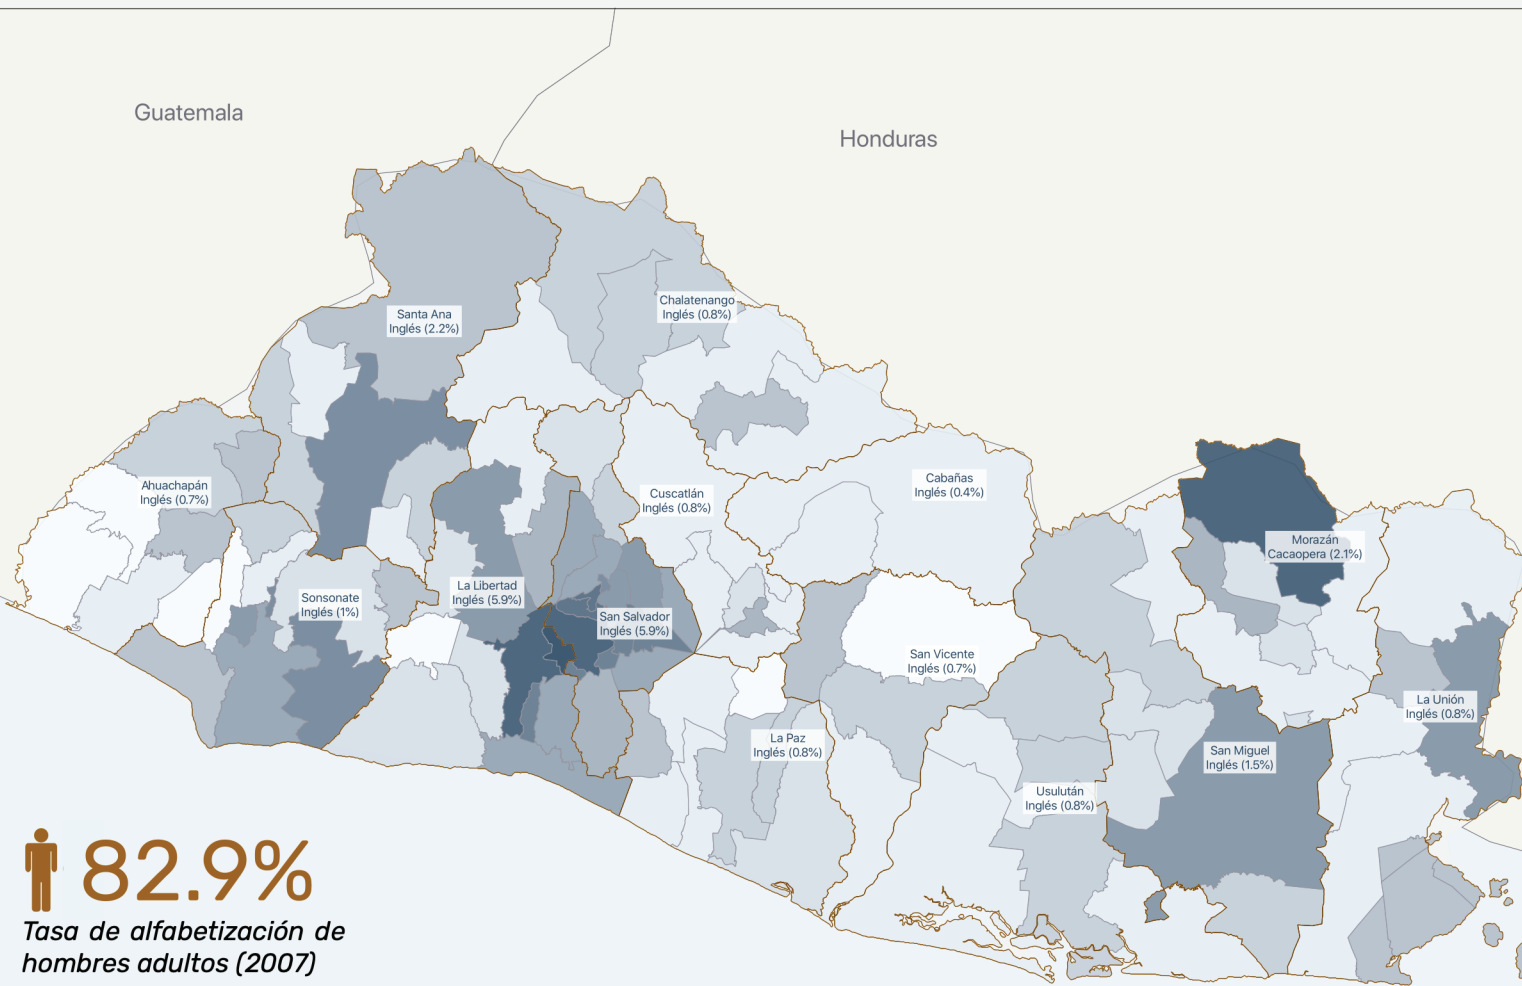 Guatemala
Honduras
Chalatenango
Inglés (0.8%)
Santa Ana
Inglés (2.2%)
Ahuachapán
Inglés (0.7%)
Cuscatlán
Inglés (0.8%)
Cabañas
Inglés (0.4%)
Morazán
Cacaopera (2.1%)
Sonsonate
Inglés (1%)
La Libertad
Inglés (5.9%)
San Salvador
Inglés (5.9%)
San Vicente
Inglés (0.7%)
La Unión
Inglés (0.8%)
La Paz
Inglés (0.8%)
San Miguel
Inglés (1.5%)
Usulután
Inglés (0.8%)
82.9%
Tasa de alfabetización de
hombres adultos (2007)